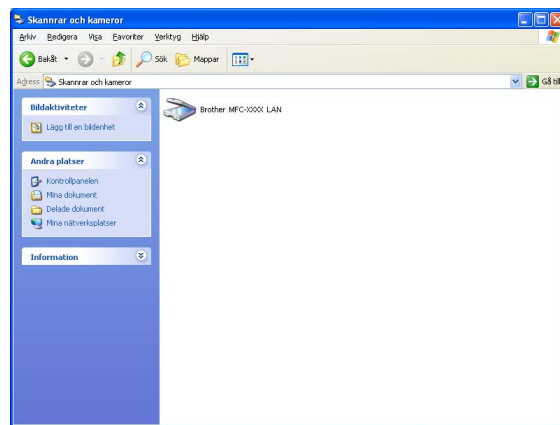 Skannrar och kameror
Arkiv Redigera Visa Favoriter Verktyg Hjälp
Bakåt Sök Mappar
Adress Skannrar och kameror Gå till
Bildaktiviteter
Lägg till en bildenhet
Brother MFC-XXXX LAN
Andra platser
Kontrollpanelen
Mina dokument
Delade dokument
Mina nätverksplatser
Information